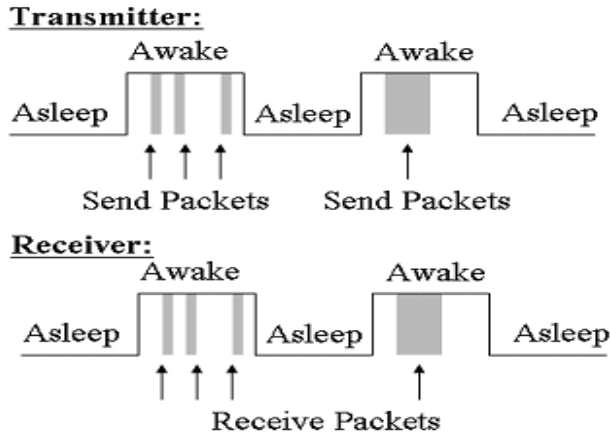 Transmitter:
Awake Awake
Asleep Asleep Asleep
Send Packets Send Packets
Receiver:
Awake Awake
Asleep Asleep Asleep
Receive Packets